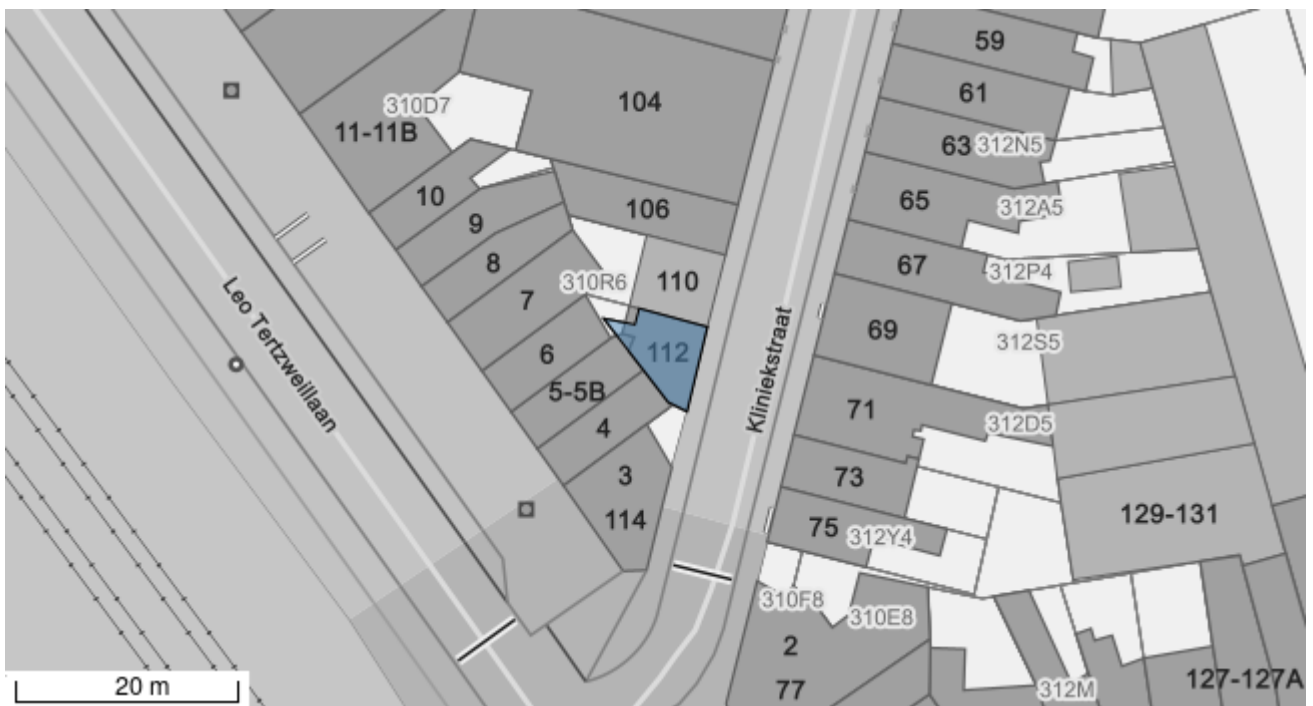 59
104
61
310D7
11-11B
63
312N5
10
65
312A5
106
9
8
67
312P4
310R6
110
7
Leo Tertzweillaan
69
312S5
112
6
Kliniekstraat
5-5B
71
312D5
4
3
73
114
75
312Y4
129-131
310F8
310E8
2
127-127A
77
312M
20 m